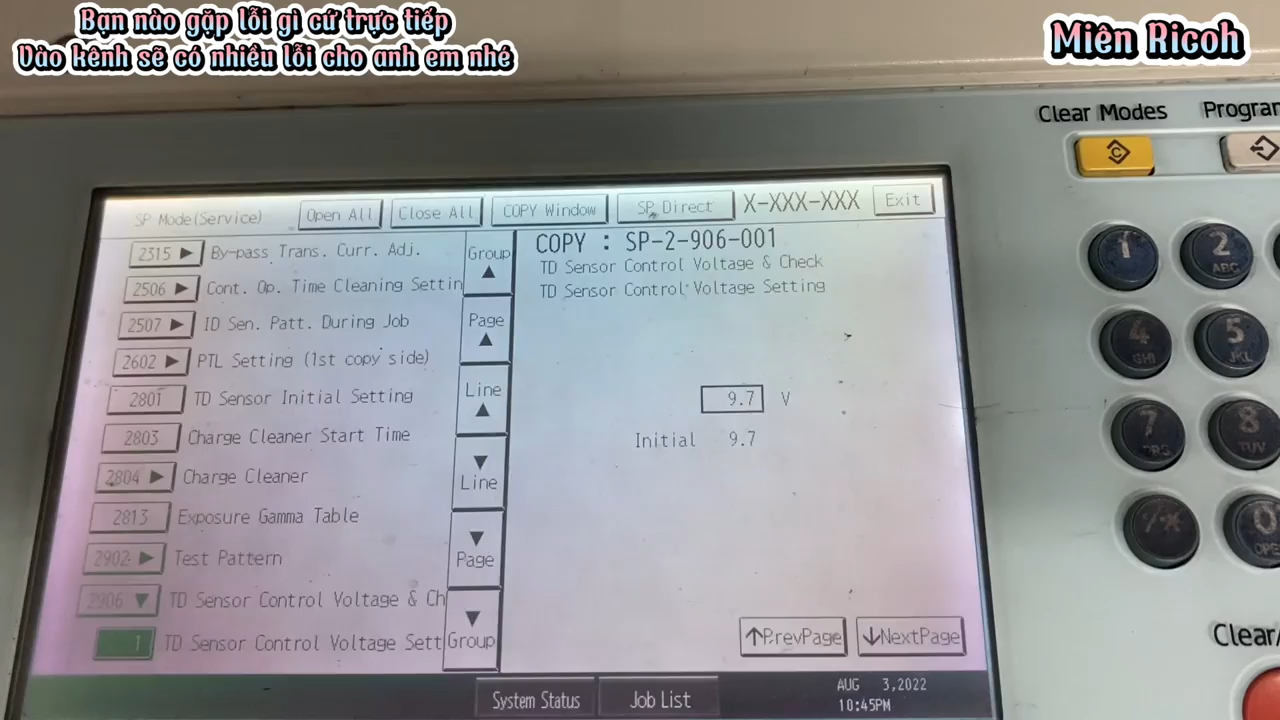 Bạn nào gặp lỗi gì cứ trực tiếp
Vào kênh sẽ có nhiều lỗi cho anh em nhé
Miên Ricoh
Clear Modes
Progra
SP Mode(Service)
Open All
Close All
COPY Window
SP Direct
X-XXX-XXX
Exit
2315 ▶ By-pass Trans. Curr. Adj.
2506 ▶ Cont. Op. Time Cleaning Settin
2507 ▶ ID Sen. Patt. During Job
2602 ▶ PTL Setting (1st copy side)
2801 TD Sensor Initial Setting
2803 Charge Cleaner Start Time
2804 ▶ Charge Cleaner
2813 Exposure Gamma Table
2902 ▶ Test Pattern
2906 ▼ TD Sensor Control Voltage & Ch
1 TD Sensor Control Voltage Sett
Group
▲
Page
▲
Line
▲
▼
Line
▼
Page
▼
Group
COPY : SP-2-906-001
TD Sensor Control Voltage & Check
TD Sensor Control Voltage Setting
9.7 V
Initial 9.7
↑PrevPage
↓NextPage
System Status
Job List
AUG 3,2022
10:45PM
1
2
ABC
4
GHI
5
JKL
7
PRS
8
TUV
/✱
0
OPE
Clear/